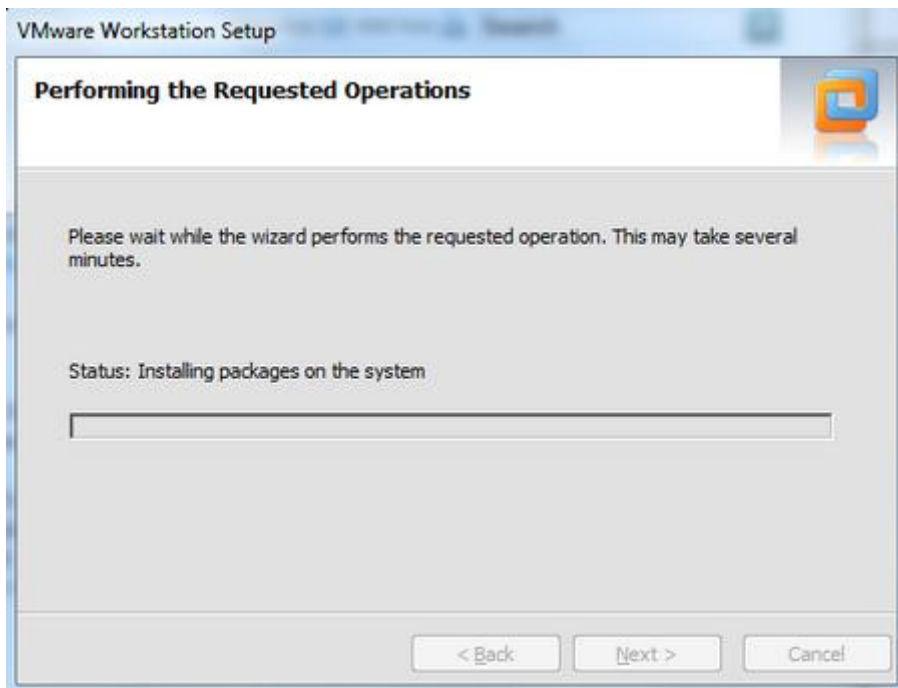 VMware Workstation Setup
Search
Performing the Requested Operations
Please wait while the wizard performs the requested operation. This may take several
minutes.
Status: Installing packages on the system
< Back
Next >
Cancel